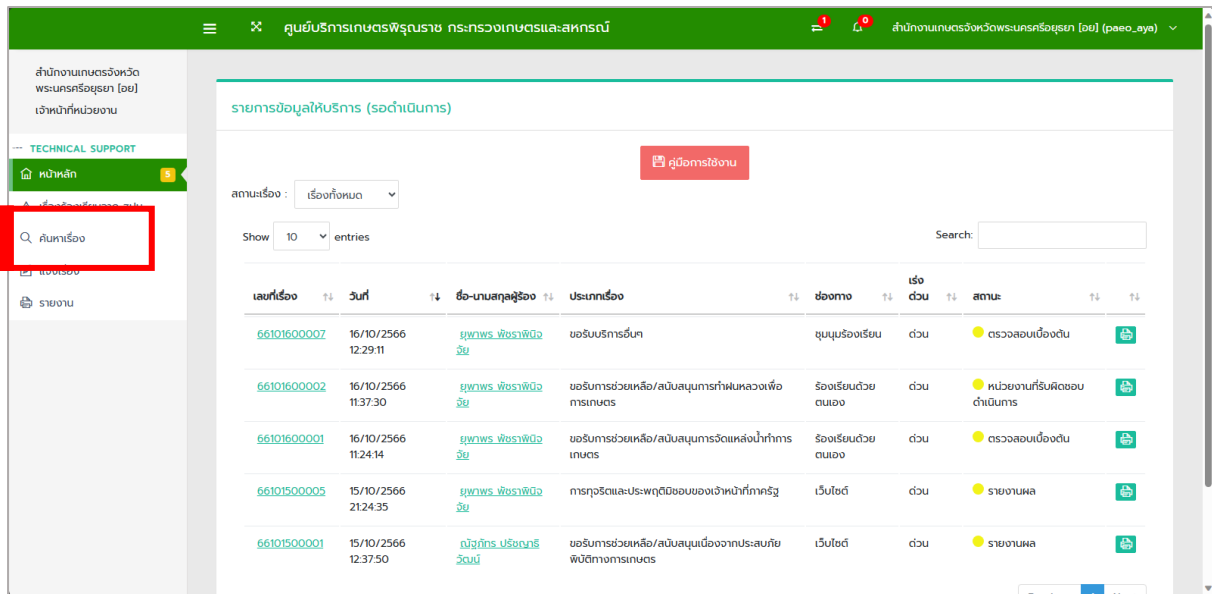 ศูนย์บริการเกษตรพิรุณราช กระทรวงเกษตรและสหกรณ์
1
0
สำนักงานเกษตรจังหวัดพระนครศรีอยุธยา [อย] (paeo_aya)
สำนักงานเกษตรจังหวัด
พระนครศรีอยุธยา [อย]
เจ้าหน้าที่หน่วยงาน
TECHNICAL SUPPORT
หน้าหลัก 5
ค้นหาเรื่อง
แจ้งเรื่อง
รายงาน
รายการข้อมูลให้บริการ (รอดำเนินการ)
คู่มือการใช้งาน
สถานะเรื่อง : เรื่องทั้งหมด
Show 10 entries
Search:
เลขที่เรื่อง วันที่ ชื่อ-นามสกุลผู้ร้อง ประเภทเรื่อง ช่องทาง เร่งด่วน สถานะ
66101600007 16/10/2566 ยุพาพร พัชราพินิจ ขอรับบริการอื่นๆ ชุมนุมร้องเรียน ด่วน ตรวจสอบเบื้องต้น
12:29:11 ฉัย
66101600002 16/10/2566 ยุพาพร พัชราพินิจ ขอรับการช่วยเหลือ/สนับสนุนการทำฝนหลวงเพื่อ ร้องเรียนด้วย ด่วน หน่วยงานที่รับผิดชอบ
11:37:30 ฉัย การเกษตร ตนเอง ดำเนินการ
66101600001 16/10/2566 ยุพาพร พัชราพินิจ ขอรับการช่วยเหลือ/สนับสนุนการจัดแหล่งน้ำทำการ ร้องเรียนด้วย ด่วน ตรวจสอบเบื้องต้น
11:24:14 ฉัย เกษตร ตนเอง
66101500005 15/10/2566 ยุพาพร พัชราพินิจ การทุจริตและประพฤติมิชอบของเจ้าหน้าที่ภาครัฐ เว็บไซต์ ด่วน รายงานผล
21:24:35 ฉัย
66101500001 15/10/2566 ณัฐภัทร ปรัชญาธิ ขอรับการช่วยเหลือ/สนับสนุนเนื่องจากประสบภัย เว็บไซต์ ด่วน รายงานผล
12:37:50 วัฒน์ พิบัติทางการเกษตร